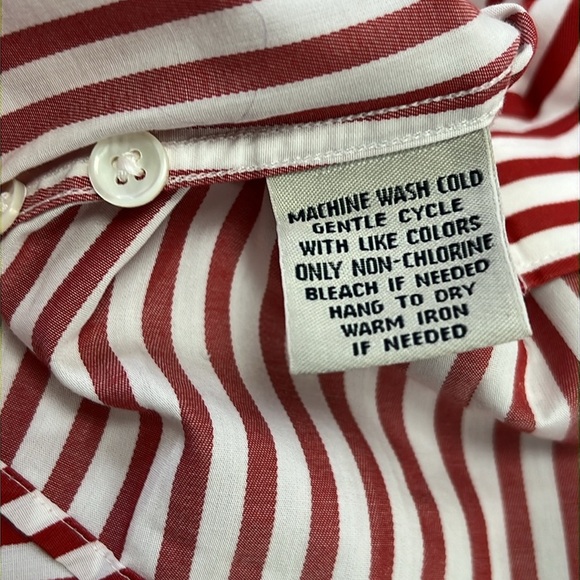 MACHINE WASH COLD
GENTLE CYCLE
WITH LIKE COLORS
ONLY NON-CHLORINE
BLEACH IF NEEDED
HANG TO DRY
WARM IRON
IF NEEDED